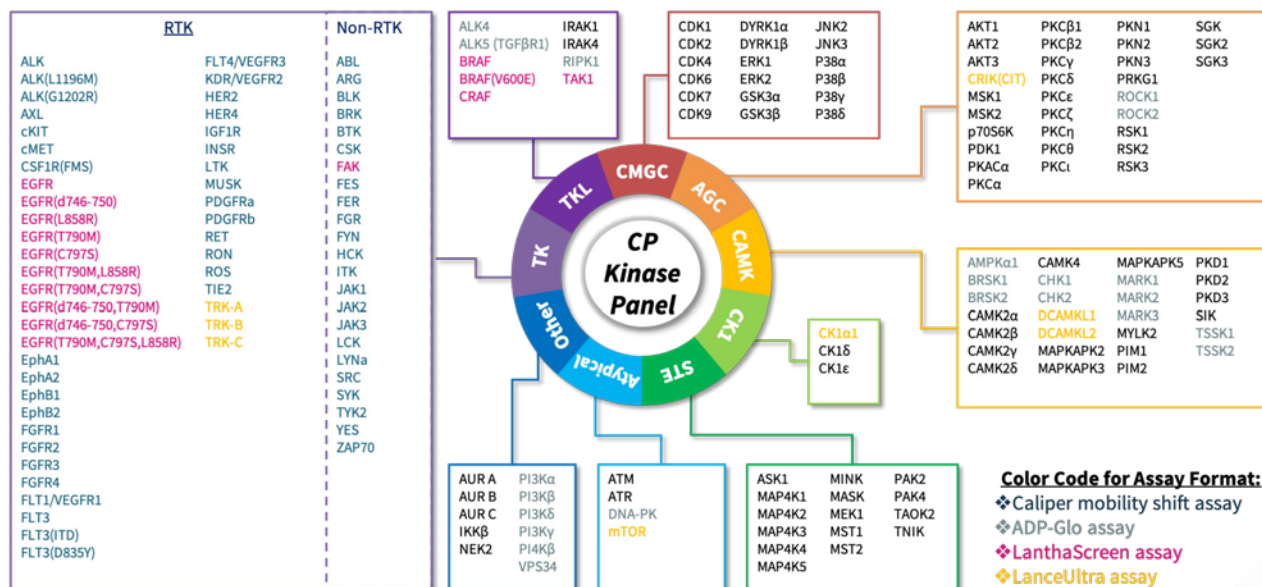 RTK
ALK
ALK(L1196M)
ALK(G1202R)
AXL
cKIT
cMET
CSF1R(FMS)
EGFR
EGFR(d746-750)
EGFR(L858R)
EGFR(T790M)
EGFR(C797S)
EGFR(T790M,L858R)
EGFR(T790M,C797S)
EGFR(d746-750,T790M)
EGFR(d746-750,C797S)
EGFR(T790M,C797S,L858R)
EphA1
EphA2
EphB1
EphB2
FGFR1
FGFR2
FGFR3
FGFR4
FLT1/VEGFR1
FLT3
FLT3(ITD)
FLT3(D835Y)
FLT4/VEGFR3
KDR/VEGFR2
HER2
HER4
IGF1R
INSR
LTK
MUSK
PDGFRa
PDGFRb
RET
RON
ROS
TIE2
TRK-A
TRK-B
TRK-C
Non-RTK
ABL
ARG
BLK
BRK
BTK
CSK
FAK
FES
FER
FGR
FYN
HCK
ITK
JAK1
JAK2
JAK3
LCK
LYNa
SRC
SYK
TYK2
YES
ZAP70
ALK4
ALK5 (TGFβR1)
BRAF
BRAF(V600E)
CRAF
IRAK1
IRAK4
RIPK1
TAK1
CDK1
CDK2
CDK4
CDK6
CDK7
CDK9
DYRK1α
DYRK1β
ERK1
ERK2
GSK3α
GSK3β
JNK2
JNK3
P38α
P38β
P38γ
P38δ
AKT1
AKT2
AKT3
CRIK(CIT)
MSK1
MSK2
p70S6K
PDK1
PKACα
PKCα
PKCβ1
PKCβ2
PKCγ
PKCδ
PKCε
PKCζ
PKCη
PKCθ
PKCι
PKN1
PKN2
PKN3
PRKG1
ROCK1
ROCK2
RSK1
RSK2
RSK3
SGK
SGK2
SGK3
TK
TKL
CMGC
AGC
CAMK
CK1
STE
Atypical
Other
CP
Kinase
Panel
AMPKα1
BRSK1
BRSK2
CAMK2α
CAMK2β
CAMK2γ
CAMK2δ
CAMK4
CHK1
CHK2
DCAMKL1
DCAMKL2
MAPKAPK2
MAPKAPK3
MAPKAPK5
MARK1
MARK2
MARK3
MYLK2
PIM1
PIM2
PKD1
PKD2
PKD3
SIK
TSSK1
TSSK2
CK1α1
CK1δ
CK1ε
AUR A
AUR B
AUR C
IKKβ
NEK2
PI3Kα
PI3Kβ
PI3Kδ
PI3Kγ
PI4Kβ
VPS34
ATM
ATR
DNA-PK
mTOR
ASK1
MAP4K1
MAP4K2
MAP4K3
MAP4K4
MAP4K5
MINK
MASK
MEK1
MST1
MST2
PAK2
PAK4
TAOK2
TNIK
Color Code for Assay Format:
❖Caliper mobility shift assay
❖ADP-Glo assay
❖LanthaScreen assay
❖LanceUltra assay